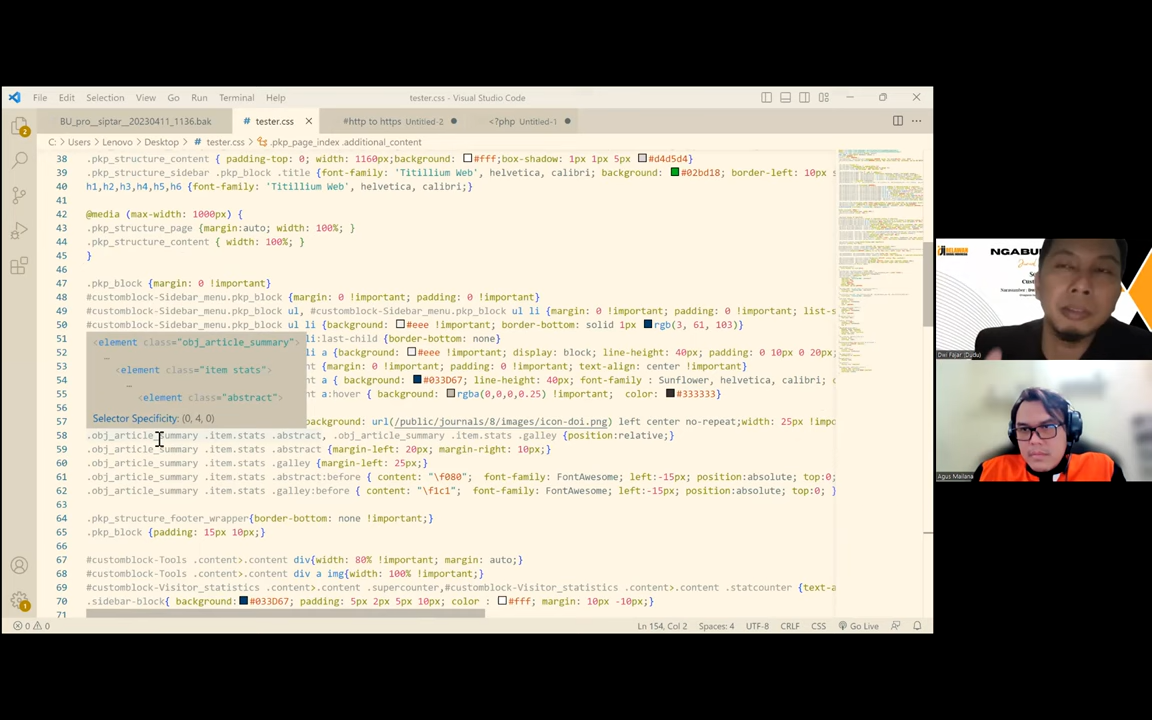 File Edit Selection View Go Run Terminal Help
tester.css - Visual Studio Code
BU_pro__siptar__20230411_1136.bak
# tester.css
#http to https Untitled-2
<?php Untitled-1
C: > Users > Lenovo > Desktop > # tester.css > .pkp_page_index .additional_content
38 .pkp_structure_content { padding-top: 0; width: 1160px;background: #fff;box-shadow: 1px 1px 5px #d4d5d4}
39 .pkp_structure_sidebar .pkp_block .title {font-family: 'Titillium Web', helvetica, calibri; background: #02bd18; border-left: 10px s
40 h1,h2,h3,h4,h5,h6 {font-family: 'Titillium Web', helvetica, calibri;}
41
42 @media (max-width: 1000px) {
43 .pkp_structure_page {margin:auto; width: 100%; }
44 .pkp_structure_content { width: 100%; }
45 }
46
47 .pkp_block {margin: 0 !important}
48 #customblock-Sidebar_menu.pkp_block {margin: 0 !important; padding: 0 !important}
49 #customblock-Sidebar_menu.pkp_block ul, #customblock-Sidebar_menu.pkp_block ul li {margin: 0 !important; padding: 0 !important; list-s
50 #customblock-Sidebar_menu.pkp_block ul li {background: #eee !important; border-bottom: solid 1px rgb(3, 61, 103)}
51 li:last-child {border-bottom: none}
52 li a {background: #eee !important; display: block; line-height: 40px; padding: 0 10px 0 20px;
53 t {padding: 0 !important; text-align: center !important}
54 t a { background: #033D67; line-height: 40px; font-family : Sunflower, helvetica, calibri; c
55 t a:hover { background: rgba(0,0,0,0.25) !important; color: #333333}
56
57 background: url(/public/journals/8/images/icon-doi.png) left center no-repeat;width: 25px
<element class="obj_article_summary">
…
<element class="item stats">
…
<element class="abstract">
Selector Specificity: (0, 4, 0)
58 .obj_article_summary .item.stats .abstract, .obj_article_summary .item.stats .galley {position:relative;}
59 .obj_article_summary .item.stats .abstract {margin-left: 20px; margin-right: 10px;}
60 .obj_article_summary .item.stats .galley {margin-left: 25px;}
61 .obj_article_summary .item.stats .abstract:before { content: "\f080"; font-family: FontAwesome; left:-15px; position:absolute; top:0;
62 .obj_article_summary .item.stats .galley:before { content: "\f1c1"; font-family: FontAwesome; left:-15px; position:absolute; top:0; }
63
64 .pkp_structure_footer_wrapper{border-bottom: none !important;}
65 .pkp_block {padding: 15px 10px;}
66
67 #customblock-Tools .content>.content div{width: 80% !important; margin: auto;}
68 #customblock-Tools .content>.content div a img{width: 100% !important;}
69 #customblock-Visitor_statistics .content>.content .supercounter,#customblock-Visitor_statistics .content>.content .statcounter {text-a
70 .sidebar-block{ background:#033D67; padding: 5px 2px 5px 10px; color : #fff; margin: 10px -10px;}
71
0 0
Ln 154, Col 2 Spaces: 4 UTF-8 CRLF CSS Go Live
NGABU
Dwi Fajar (Dudu)
Agus Mailana